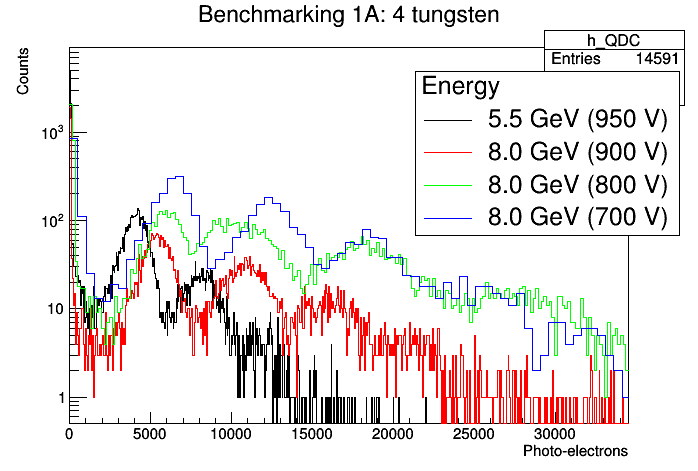 Benchmarking 1A: 4 tungsten
h_QDC
Entries 14591
Energy
5.5 GeV (950 V)
8.0 GeV (900 V)
8.0 GeV (800 V)
8.0 GeV (700 V)
Counts
10³
10²
10
1
0 5000 10000 15000 20000 25000 30000
Photo-electrons